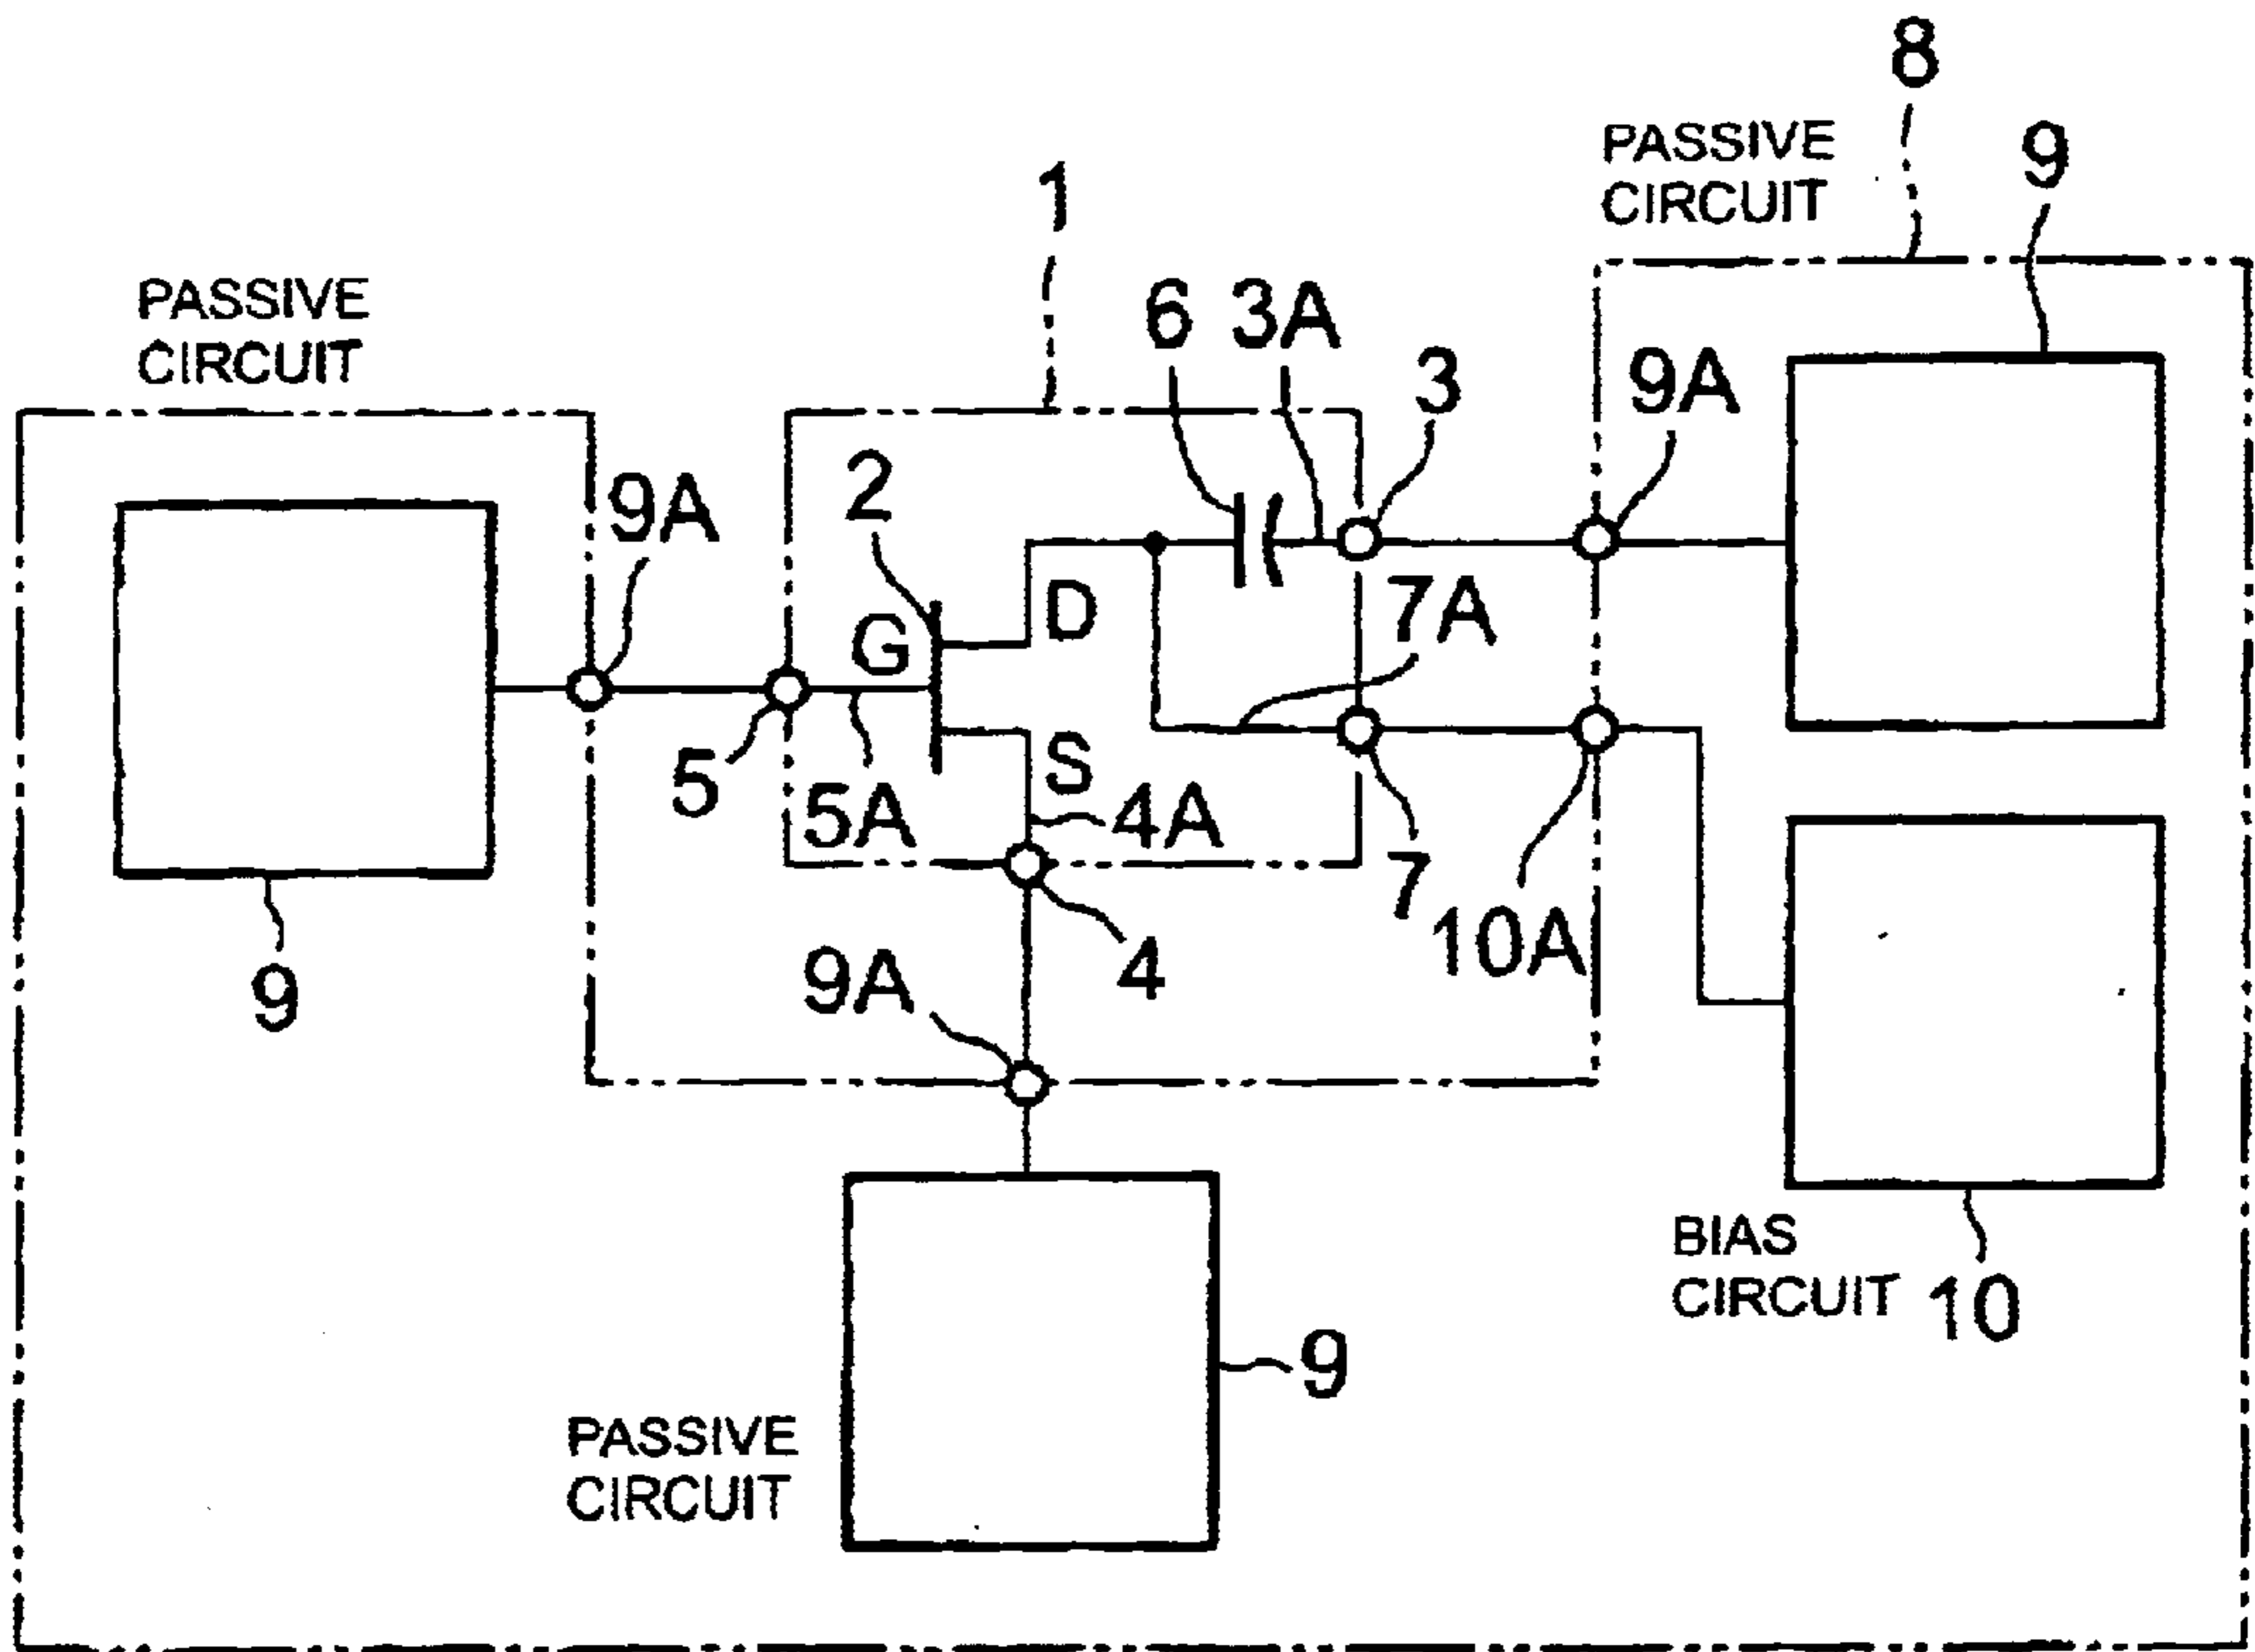 8
PASSIVE
CIRCUIT
9
1
PASSIVE
CIRCUIT
6
3A
3
9A
2
9A
D
7A
G
5
S
5A
4A
7
10A
9
9A
4
BIAS
CIRCUIT
10
9
PASSIVE
CIRCUIT